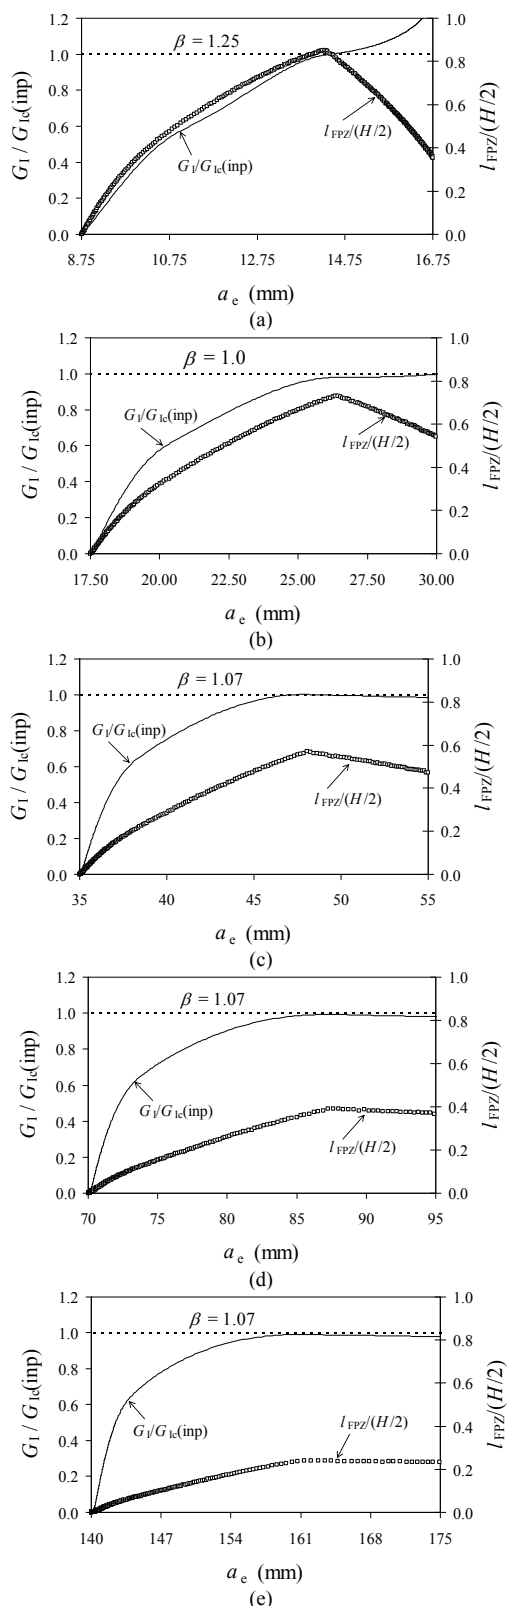 1.2 1.0
β = 1.25
1.0 0.8
0.8 0.6
0.6 0.4
0.4 0.2
0.2 0.0
0.0
G_I / G_Ic(inp)
l_FPZ/(H/2)
G_I/G_Ic(inp)
l_FPZ/(H/2)
8.75 10.75 12.75 14.75 16.75
a_e (mm)
(a)
1.2 1.0
β = 1.0
1.0 0.8
0.8 0.6
0.6 0.4
0.4 0.2
0.2 0.0
0.0
G_I / G_Ic(inp)
G_I/G_Ic(inp)
l_FPZ/(H/2)
l_FPZ/(H/2)
17.50 20.00 22.50 25.00 27.50 30.00
a_e (mm)
(b)
1.2 1.0
β = 1.07
1.0 0.8
0.8 0.6
0.6 0.4
0.4 0.2
0.2 0.0
0.0
G_I / G_Ic(inp)
G_I/G_Ic(inp)
l_FPZ/(H/2)
l_FPZ/(H/2)
35 40 45 50 55
a_e (mm)
(c)
1.2 1.0
β = 1.07
1.0 0.8
0.8 0.6
0.6 0.4
0.4 0.2
0.2 0.0
0.0
G_I / G_Ic(inp)
G_I/G_Ic(inp)
l_FPZ/(H/2)
l_FPZ/(H/2)
70 75 80 85 90 95
a_e (mm)
(d)
1.2 1.0
β = 1.07
1.0 0.8
0.8 0.6
0.6 0.4
0.4 0.2
0.2 0.0
0.0
G_I / G_Ic(inp)
G_I/G_Ic(inp)
l_FPZ/(H/2)
l_FPZ/(H/2)
140 147 154 161 168 175
a_e (mm)
(e)